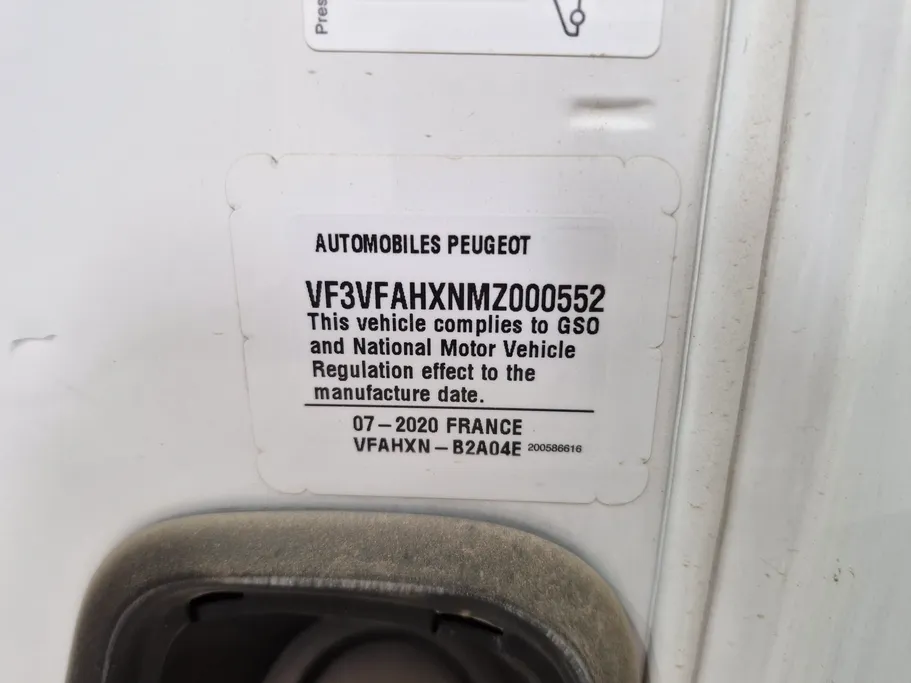 Pres
AUTOMOBILES PEUGEOT
VF3VFAHXNMZ000552
This vehicle complies to GSO
and National Motor Vehicle
Regulation effect to the
manufacture date.
07-2020 FRANCE
VFAHXN-B2A04E 200586616